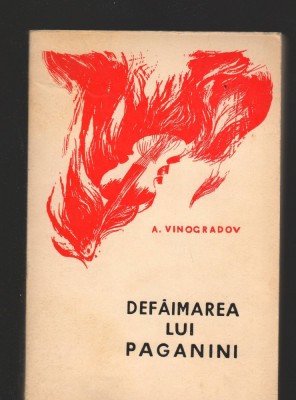 A. VINOGRADOV
DEFĂIMAREA
LUI
PAGANINI